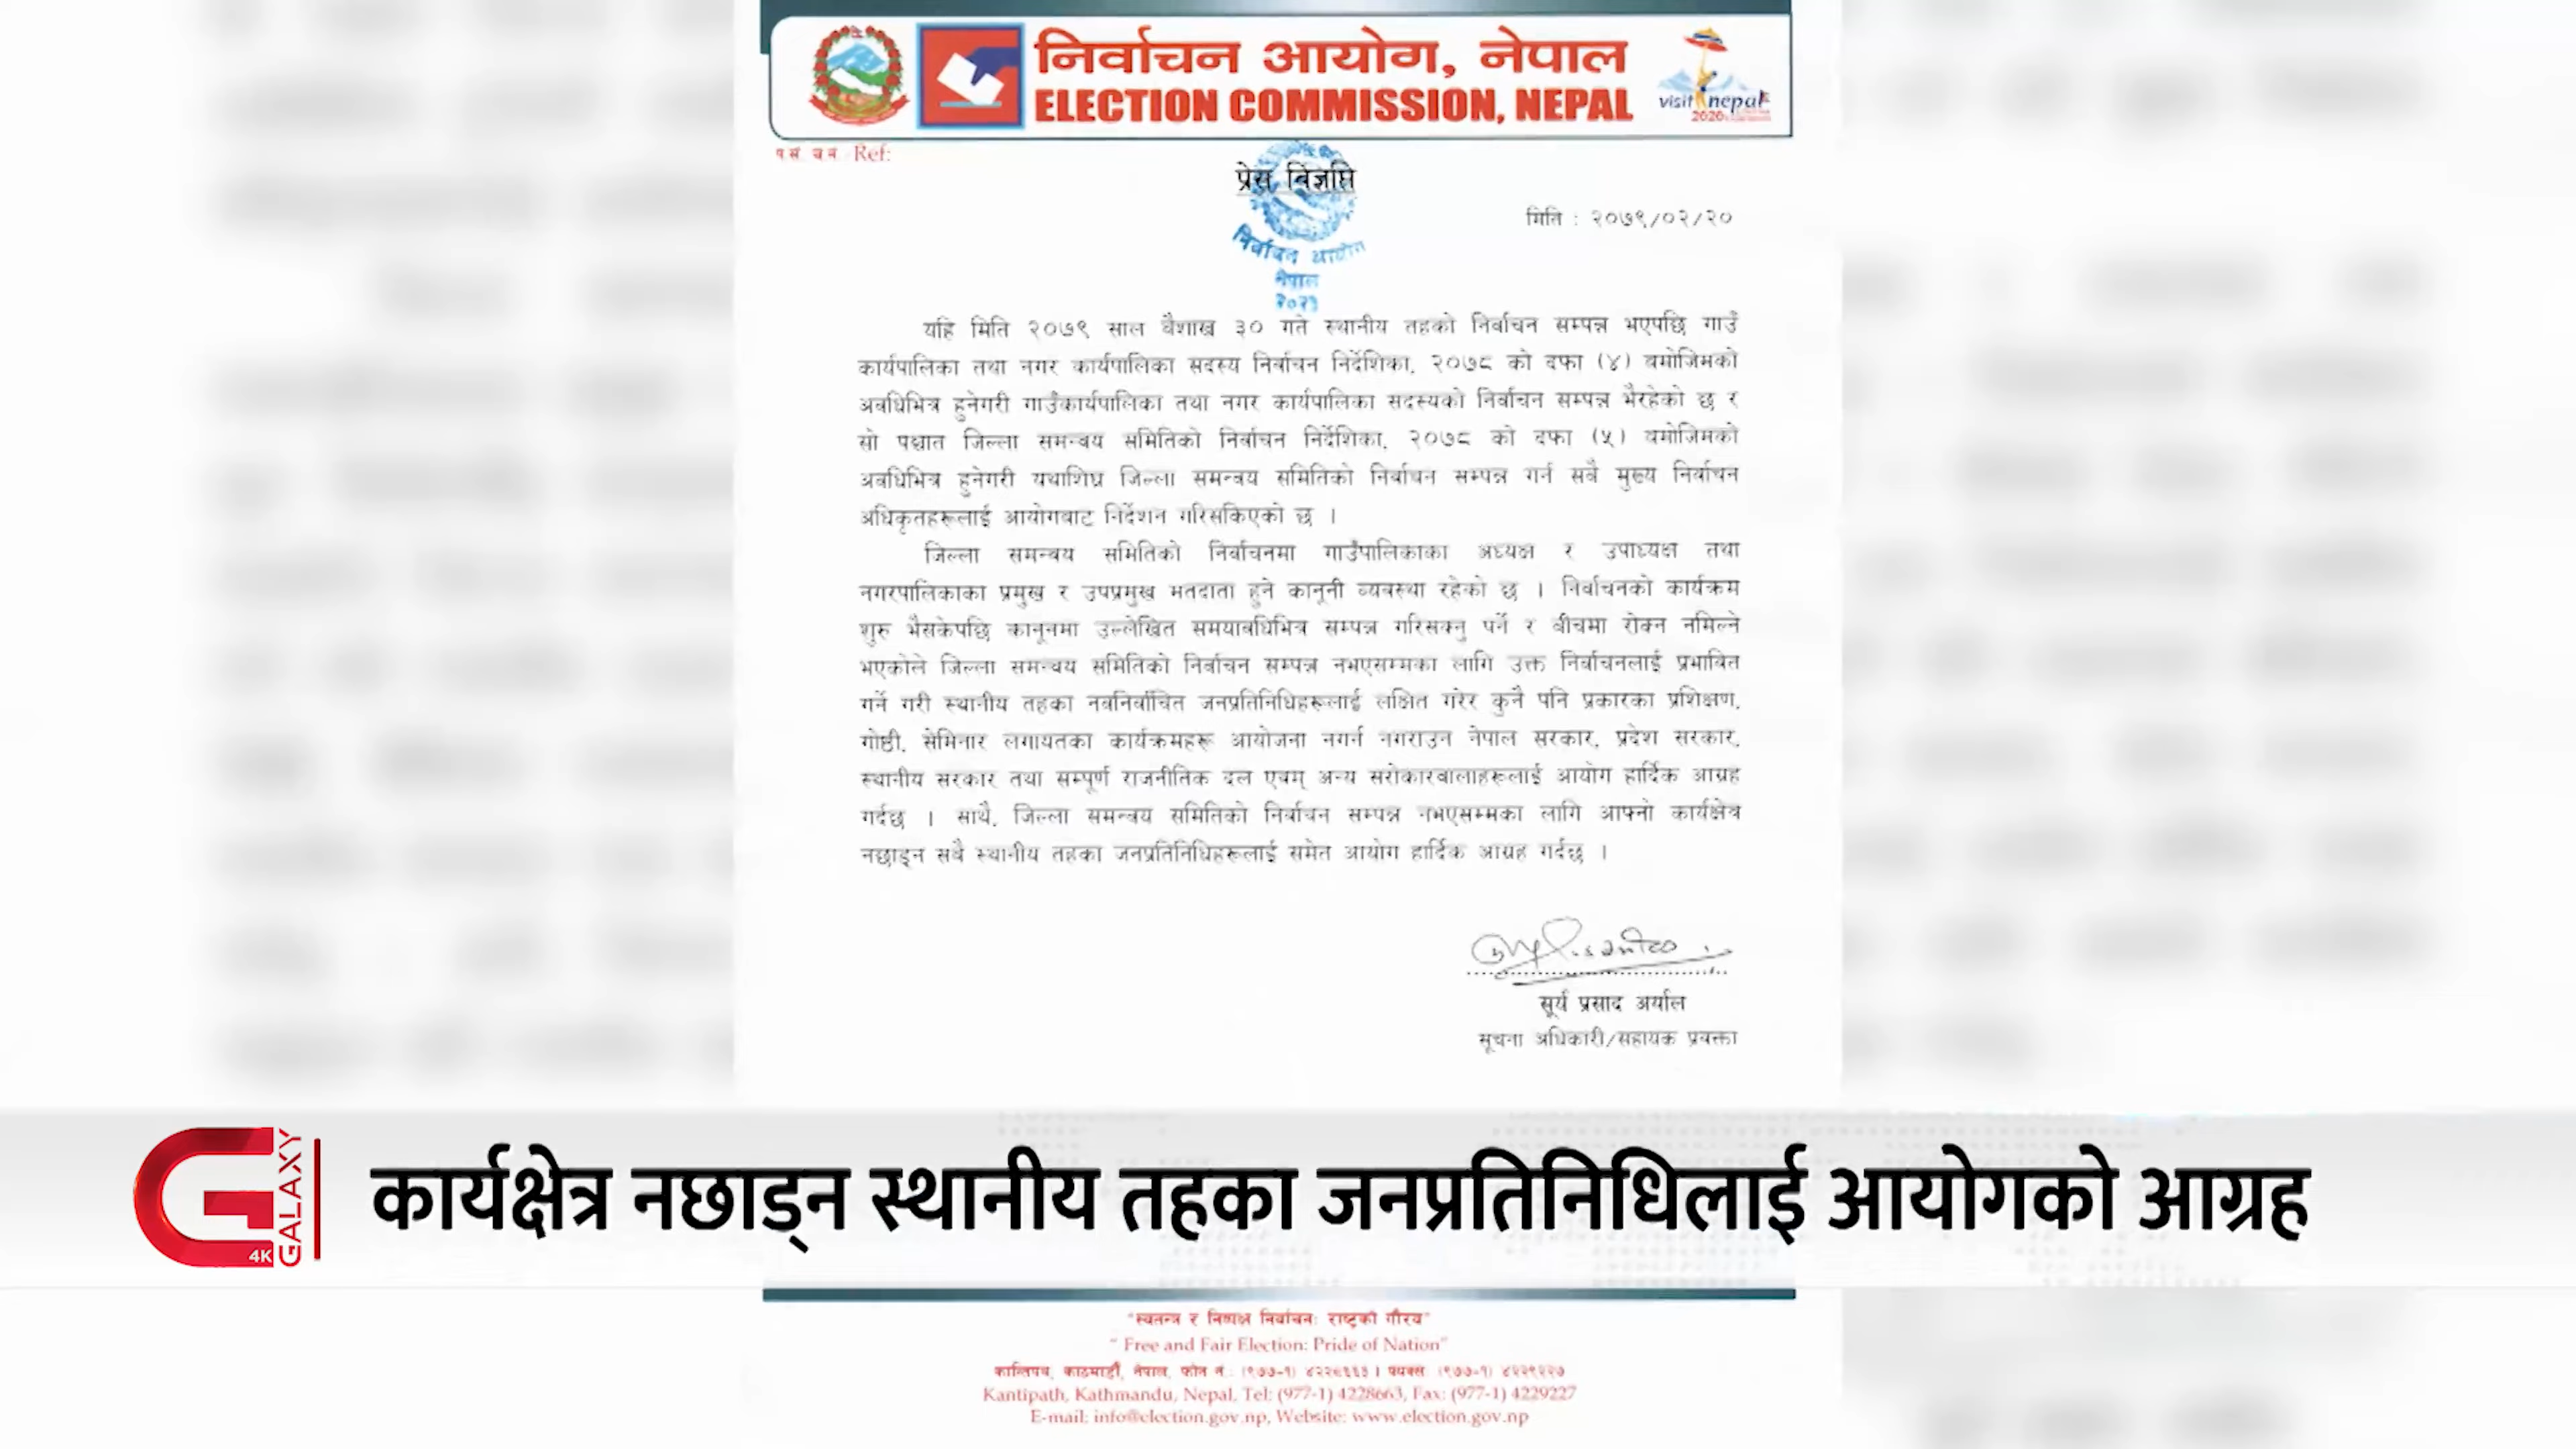 निर्वाचन आयोग, नेपाल
ELECTION COMMISSION, NEPAL
visit nepal
2020
Ref:
प्रेस विज्ञप्ति
निर्वाचन आयोग
नेपाल
मिति : २०७९/०२/२०
यहि मिति २०७९ साल वैशाख ३० गते स्थानीय तहको निर्वाचन सम्पन्न भएपछि गाउँ
कार्यपालिका तथा नगर कार्यपालिका सदस्य निर्वाचन निर्देशिका, २०७८ को दफा (४) बमोजिमको
अवधिभित्र हुनेगरी गाउँकार्यपालिका तथा नगर कार्यपालिका सदस्यको निर्वाचन सम्पन्न भैरहेको छ र
सो पश्चात जिल्ला समन्वय समितिको निर्वाचन निर्देशिका, २०७८ को दफा (५) बमोजिमको
अवधिभित्र हुनेगरी यथाशिघ्र जिल्ला समन्वय समितिको निर्वाचन सम्पन्न गर्न सबै मुख्य निर्वाचन
अधिकृतहरूलाई आयोगबाट निर्देशन गरिसकिएको छ ।
जिल्ला समन्वय समितिको निर्वाचनमा गाउँपालिकाका अध्यक्ष र उपाध्यक्ष तथा
नगरपालिकाका प्रमुख र उपप्रमुख मतदाता हुने कानूनी व्यवस्था रहेको छ । निर्वाचनको कार्यक्रम
शुरु भैसकेपछि कानूनमा उल्लेखित समयावधिभित्र सम्पन्न गरिसक्नु पर्ने र बीचमा रोक्न नमिल्ने
भएकोले जिल्ला समन्वय समितिको निर्वाचन सम्पन्न नभएसम्मका लागि उक्त निर्वाचनलाई प्रभावित
गर्ने गरी स्थानीय तहका नवनिर्वाचित जनप्रतिनिधिहरूलाई लक्षित गरेर कुनै पनि प्रकारका प्रशिक्षण,
गोष्ठी, सेमिनार लगायतका कार्यक्रमहरू आयोजना नगर्न नगराउन नेपाल सरकार, प्रदेश सरकार,
स्थानीय सरकार तथा सम्पूर्ण राजनीतिक दल एवम् अन्य सरोकारवालाहरूलाई आयोग हार्दिक आग्रह
गर्दछ । साथै, जिल्ला समन्वय समितिको निर्वाचन सम्पन्न नभएसम्मका लागि आफ्नो कार्यक्षेत्र
नछाड्न सबै स्थानीय तहका जनप्रतिनिधिहरूलाई समेत आयोग हार्दिक आग्रह गर्दछ ।
सूर्य प्रसाद अर्याल
सूचना अधिकारी/सहायक प्रवक्ता
GALAXY
4K
कार्यक्षेत्र नछाड्न स्थानीय तहका जनप्रतिनिधिलाई आयोगको आग्रह
"स्वतन्त्र र निष्पक्ष निर्वाचन: राष्ट्रको गौरव"
" Free and Fair Election: Pride of Nation"
कान्तिपथ, काठमाडौं, नेपाल, फोन नं.: (९७७-१) ४२२८६६३ । फ्याक्स: (९७७-१) ४२२९२२७
Kantipath, Kathmandu, Nepal, Tel: (977-1) 4228663, Fax: (977-1) 4229227
E-mail: info@election.gov.np, Website: www.election.gov.np